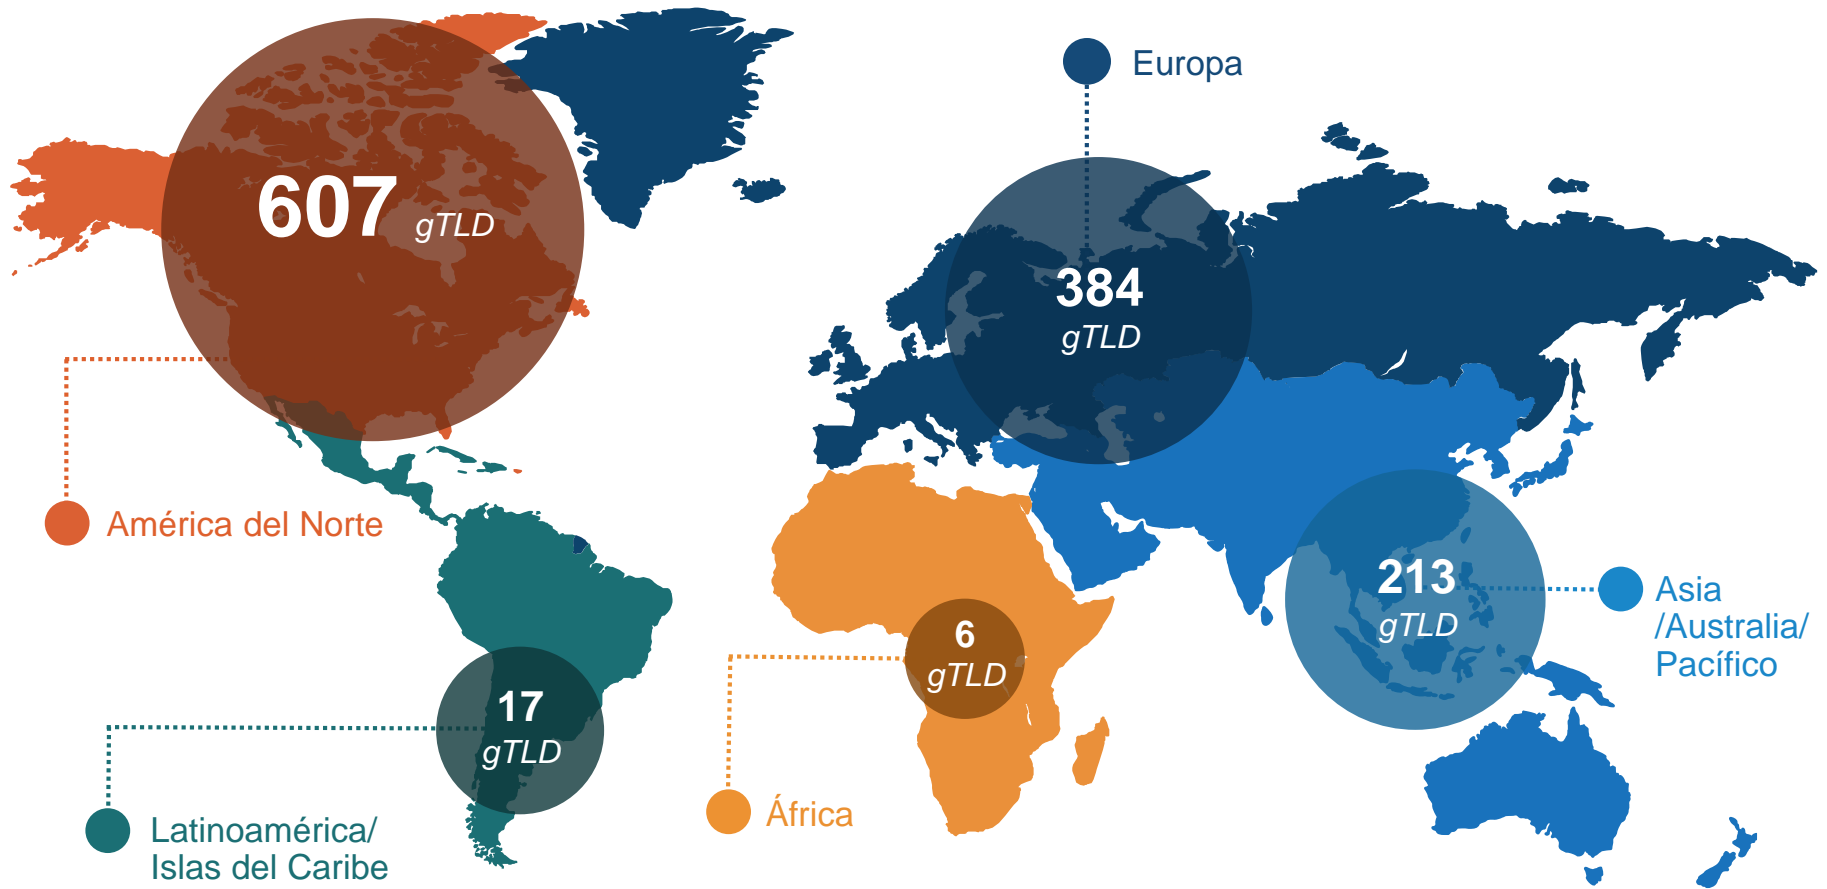 607 gTLD
América del Norte
Europa
384
gTLD
213
gTLD
Asia
/Australia/
Pacífico
6
gTLD
África
17
gTLD
Latinoamérica/
Islas del Caribe